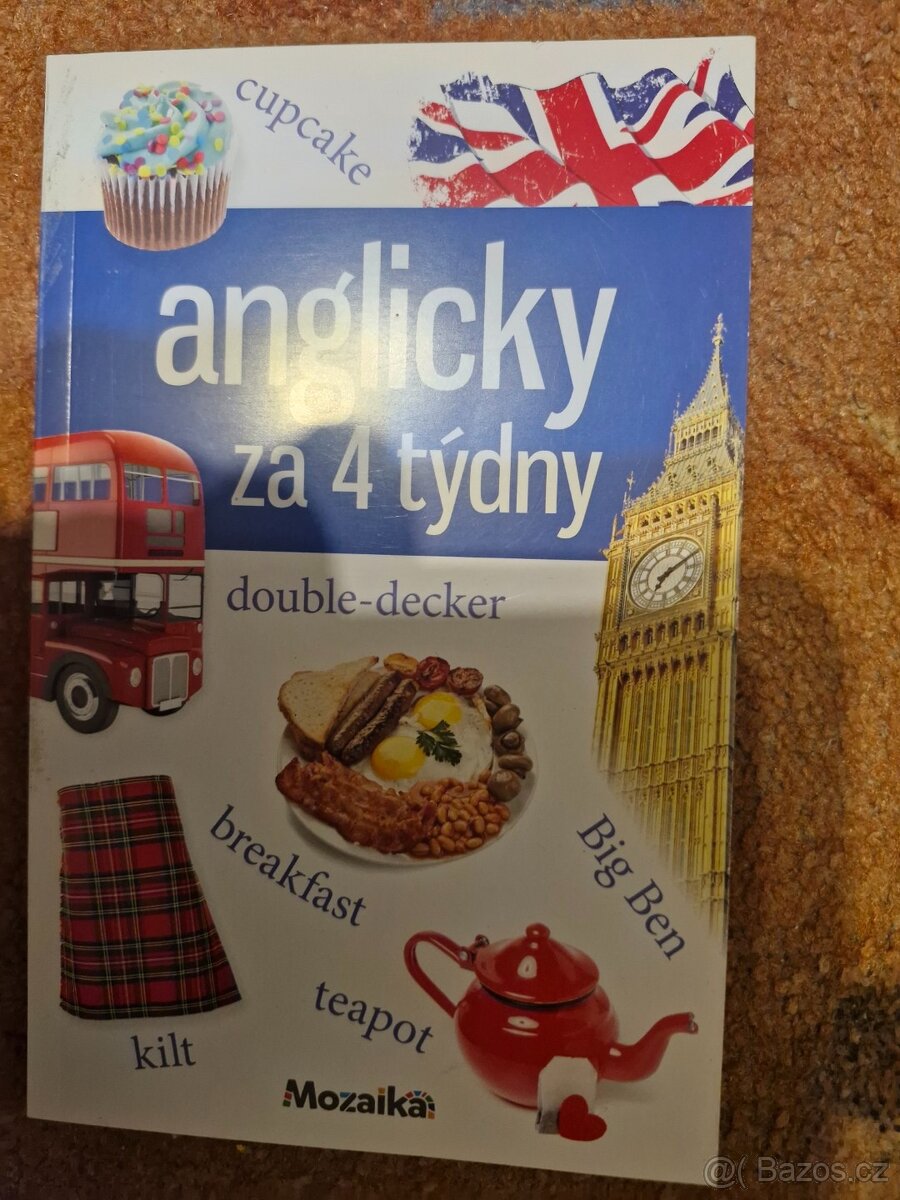 cupcake
anglicky
za 4 týdny
double-decker
breakfast
Big Ben
teapot
kilt
Mozaika
@( Bazos.cz